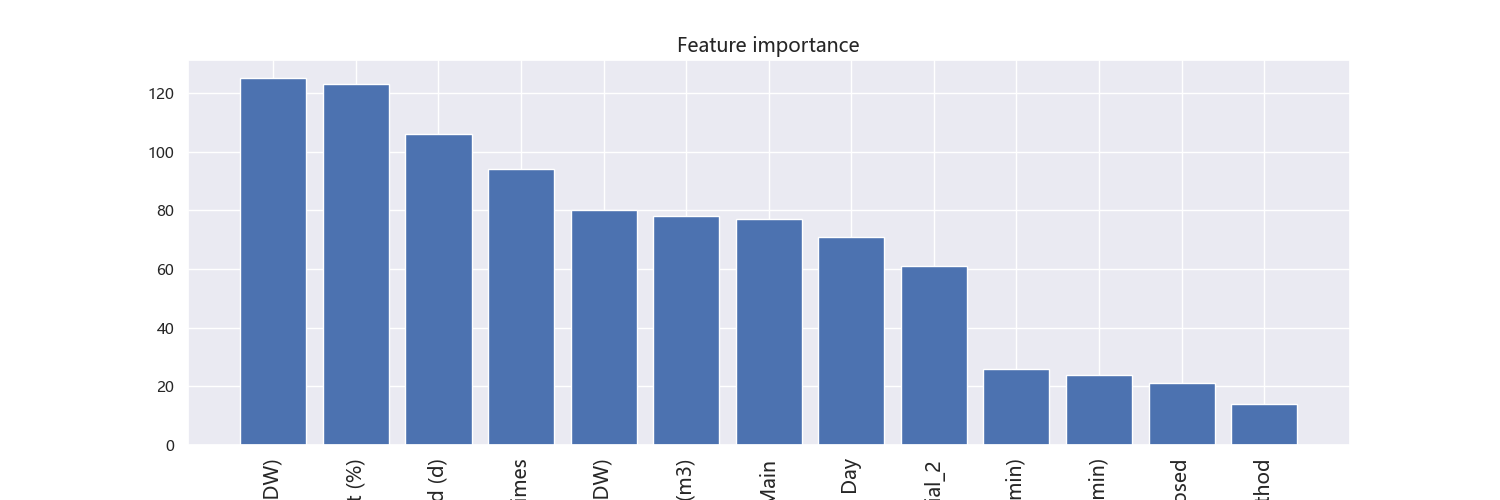 Feature importance
120
100
80
60
40
20
0
DW)
t (%)
d (d)
imes
DW)
(m3)
Main
Day
ial_2
min)
min)
osed
thod